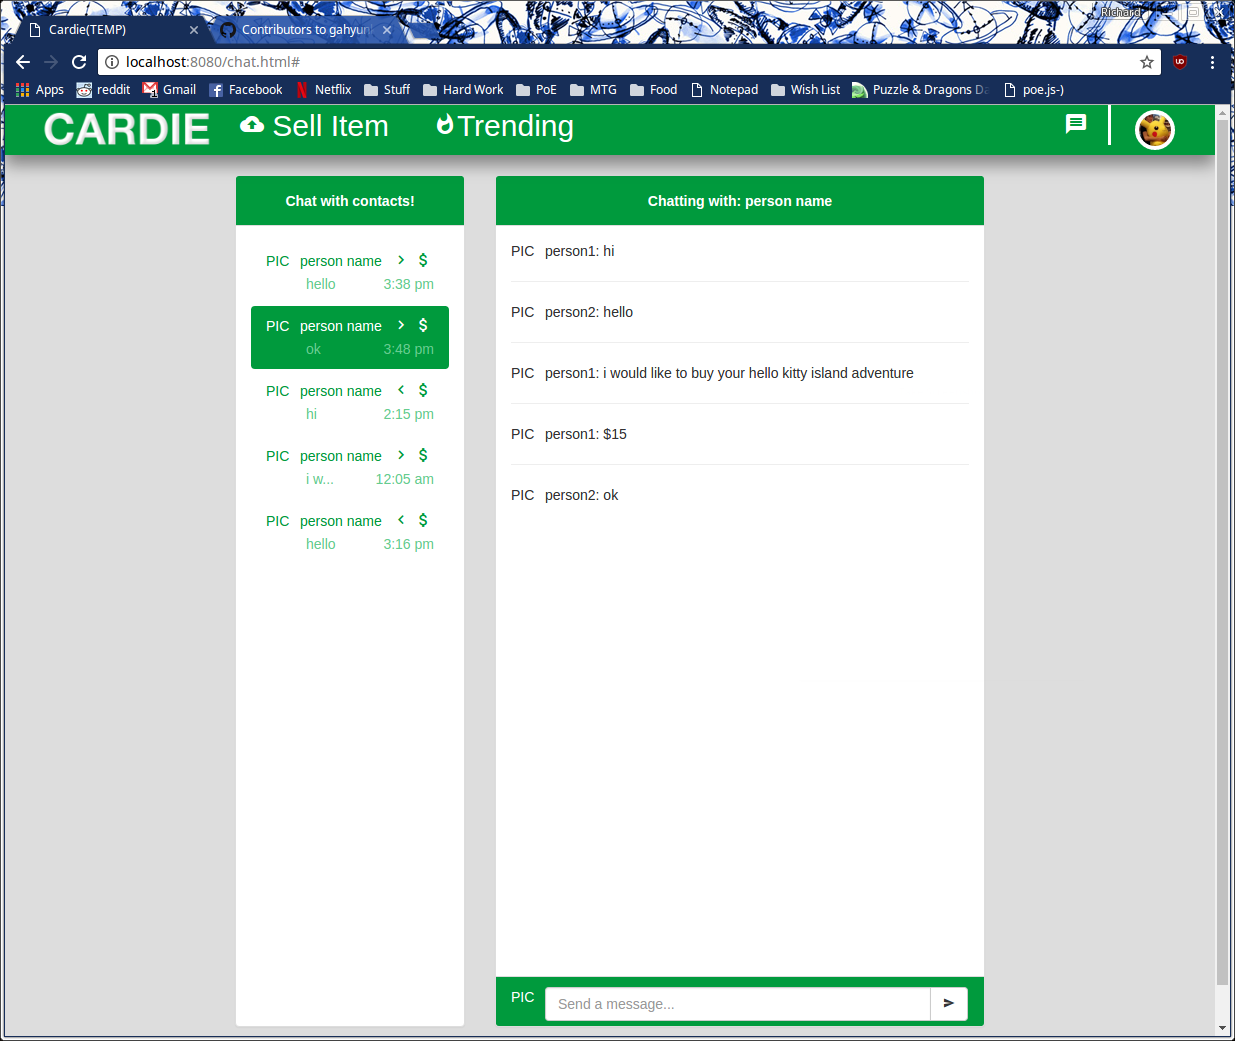 Richard
Cardie(TEMP)
Contributors to gahyun
localhost:8080/chat.html#
Apps reddit Gmail Facebook Netflix Stuff Hard Work PoE MTG Food Notepad Wish List Puzzle & Dragons Da poe.js-)
CARDIE Sell Item Trending
Chat with contacts!
PIC person name > $
hello 3:38 pm
PIC person name > $
ok 3:48 pm
PIC person name < $
hi 2:15 pm
PIC person name > $
i w... 12:05 am
PIC person name < $
hello 3:16 pm
Chatting with: person name
PIC person1: hi
PIC person2: hello
PIC person1: i would like to buy your hello kitty island adventure
PIC person1: $15
PIC person2: ok
PIC Send a message...